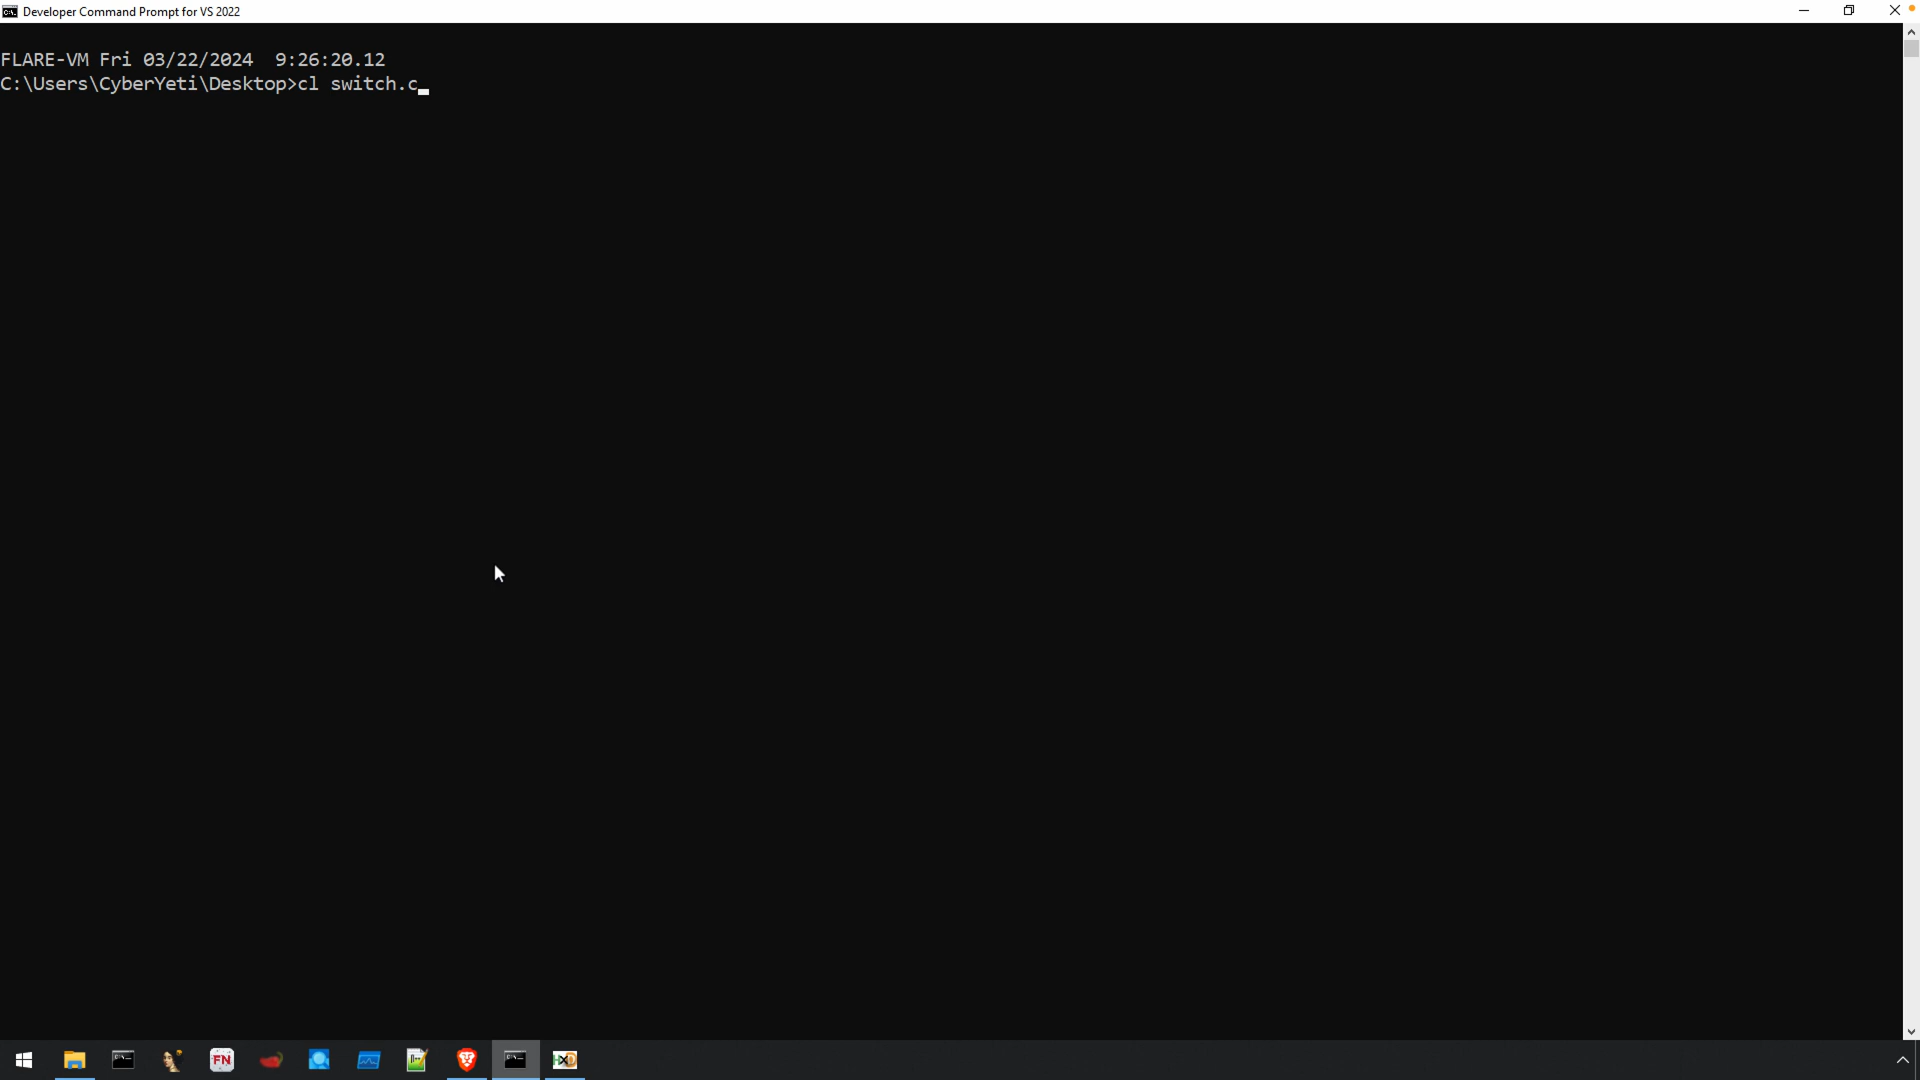 Developer Command Prompt for VS 2022
FLARE-VM Fri 03/22/2024  9:26:20.12
C:\Users\CyberYeti\Desktop>cl switch.c
FN